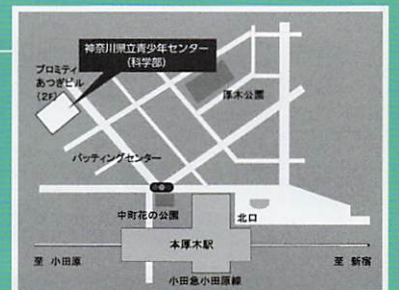 神奈川県立青少年センター
(科学部)
プロミティ
あつぎビル
(2F)
厚木公園
バッティングセンター
中町花の公園
北口
本厚木駅
至 小田原
至 新宿
小田急小田原線